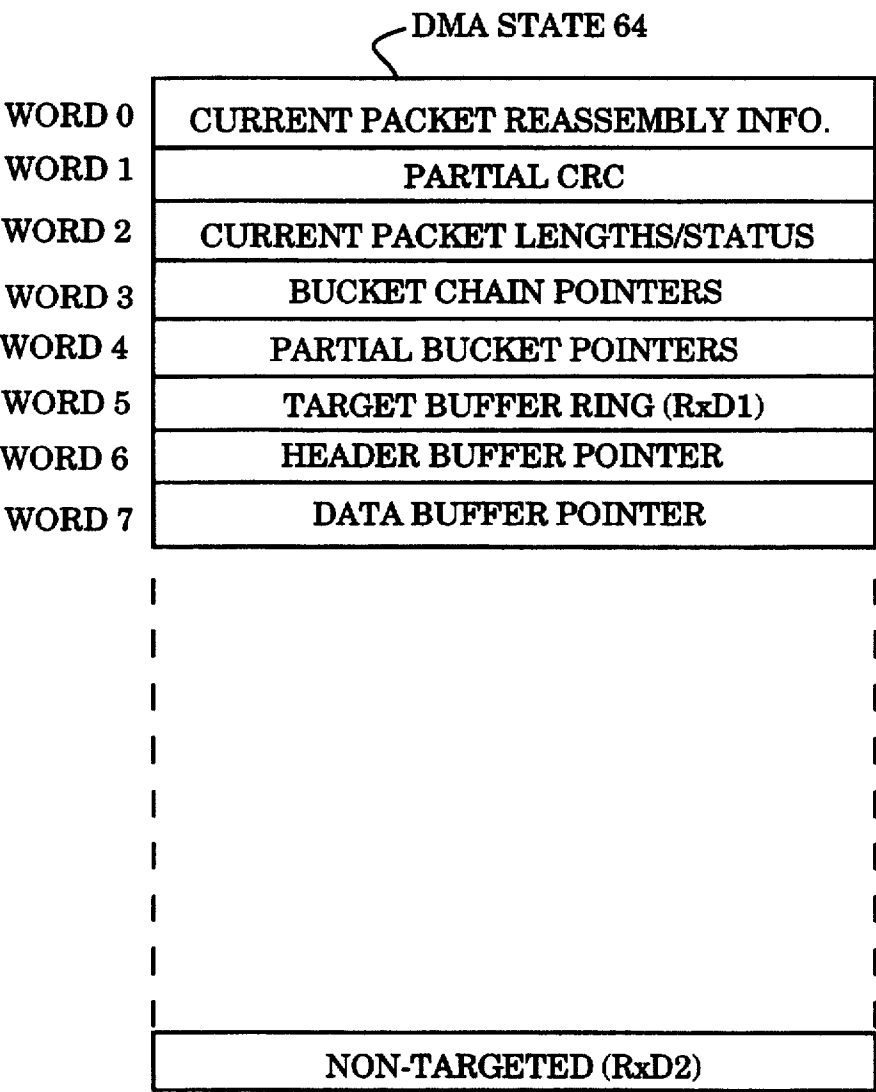 DMA STATE 64
WORD 0 CURRENT PACKET REASSEMBLY INFO.
WORD 1 PARTIAL CRC
WORD 2 CURRENT PACKET LENGTHS/STATUS
WORD 3 BUCKET CHAIN POINTERS
WORD 4 PARTIAL BUCKET POINTERS
WORD 5 TARGET BUFFER RING (RxD1)
WORD 6 HEADER BUFFER POINTER
WORD 7 DATA BUFFER POINTER
NON-TARGETED (RxD2)